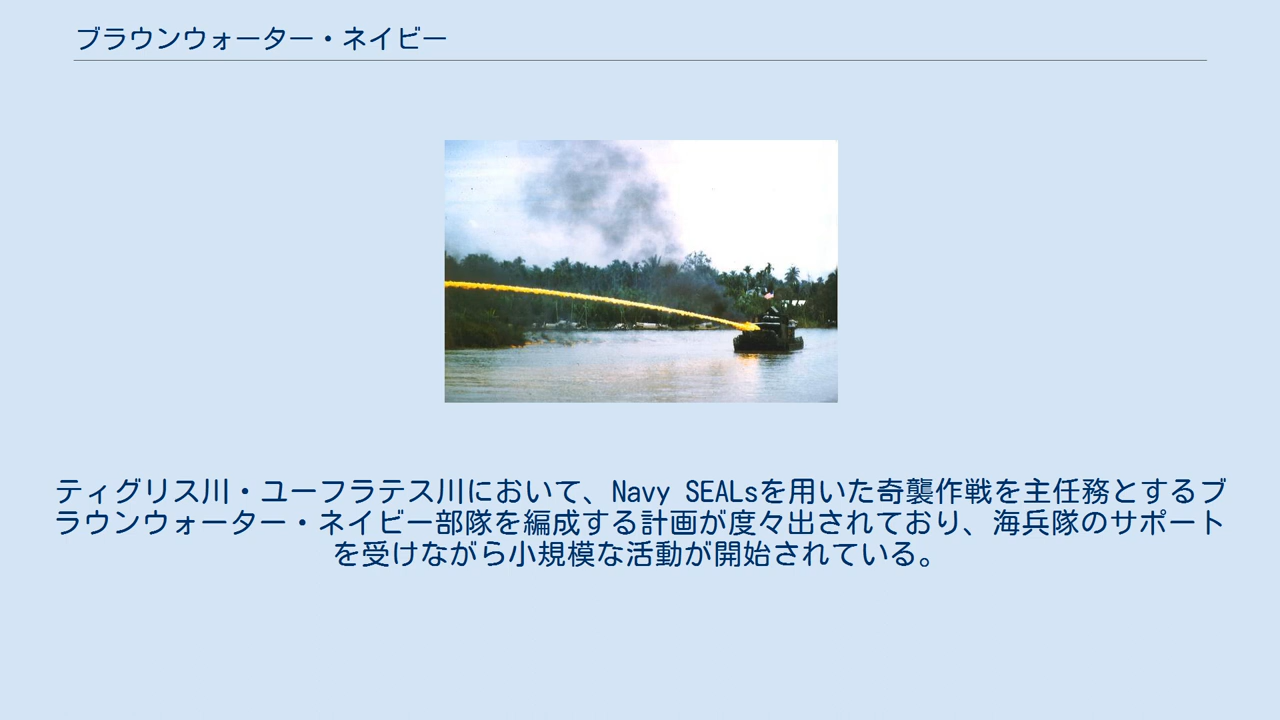 ブラウンウォーター・ネイビー
ティグリス川・ユーフラテス川において、Navy SEALsを用いた奇襲作戦を主任務とするブ
ラウンウォーター・ネイビー部隊を編成する計画が度々出されており、海兵隊のサポート
を受けながら小規模な活動が開始されている。